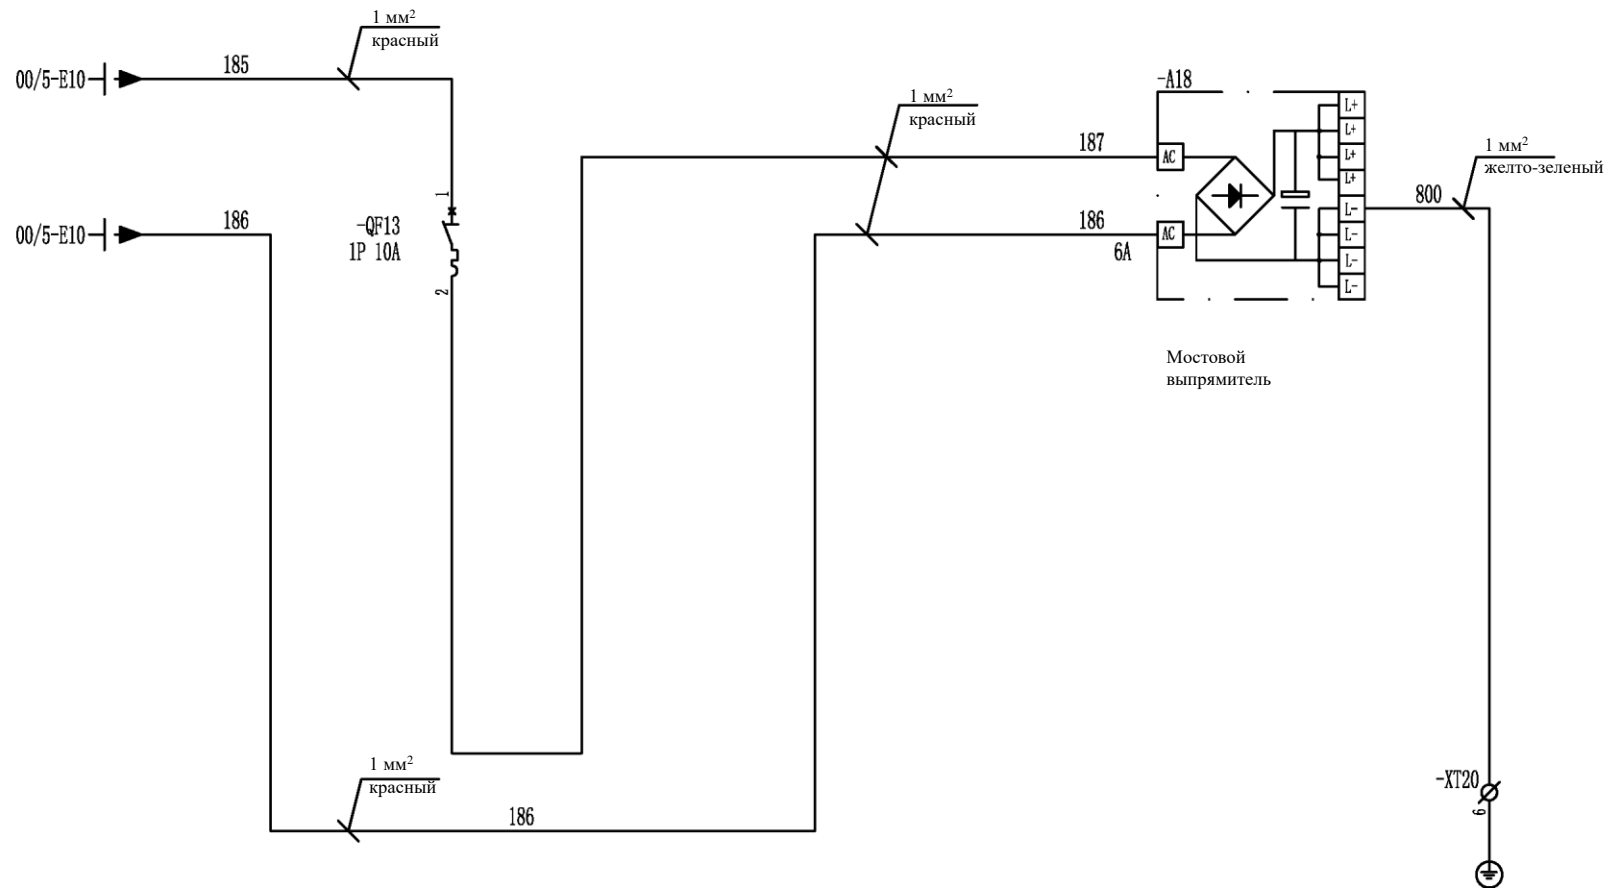 1 мм²
красный
00/5-E10
185
-A18
1 мм²
красный
L+
L+
L+
L+
L-
L-
L-
L-
1 мм²
желто-зеленый
187
AC
800
1
00/5-E10
186
-QF13
1P 10A
186
AC
6A
2
Мостовой
выпрямитель
1 мм²
красный
186
-XT20
6